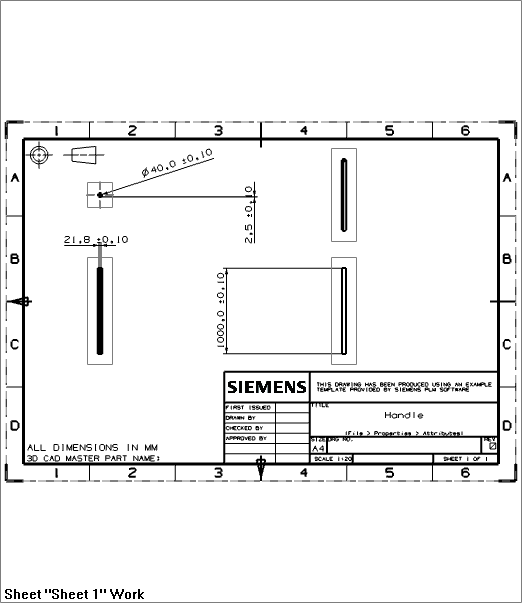 1 2 3 4 5 6
A A
B B
C C
D D
Ø40,0 ±0,10
2,5 ±0,10
21,8 ±0,10
1000,0 ±0,10
SIEMENS
THIS DRAWING HAS BEEN PRODUCED USING AN EXAMPLE
TEMPLATE PROVIDED BY SIEMENS PLM SOFTWARE
FIRST ISSUED
DRAWN BY
CHECKED BY
APPROVED BY
TITLE
Handle
(File > Properties > Attributes)
SIZE DRG NO. REV
A4
SCALE 1:20 SHEET 1 OF 1
ALL DIMENSIONS IN MM
3D CAD MASTER PART NAME:
1 2 3 4 5 6
Sheet "Sheet 1" Work